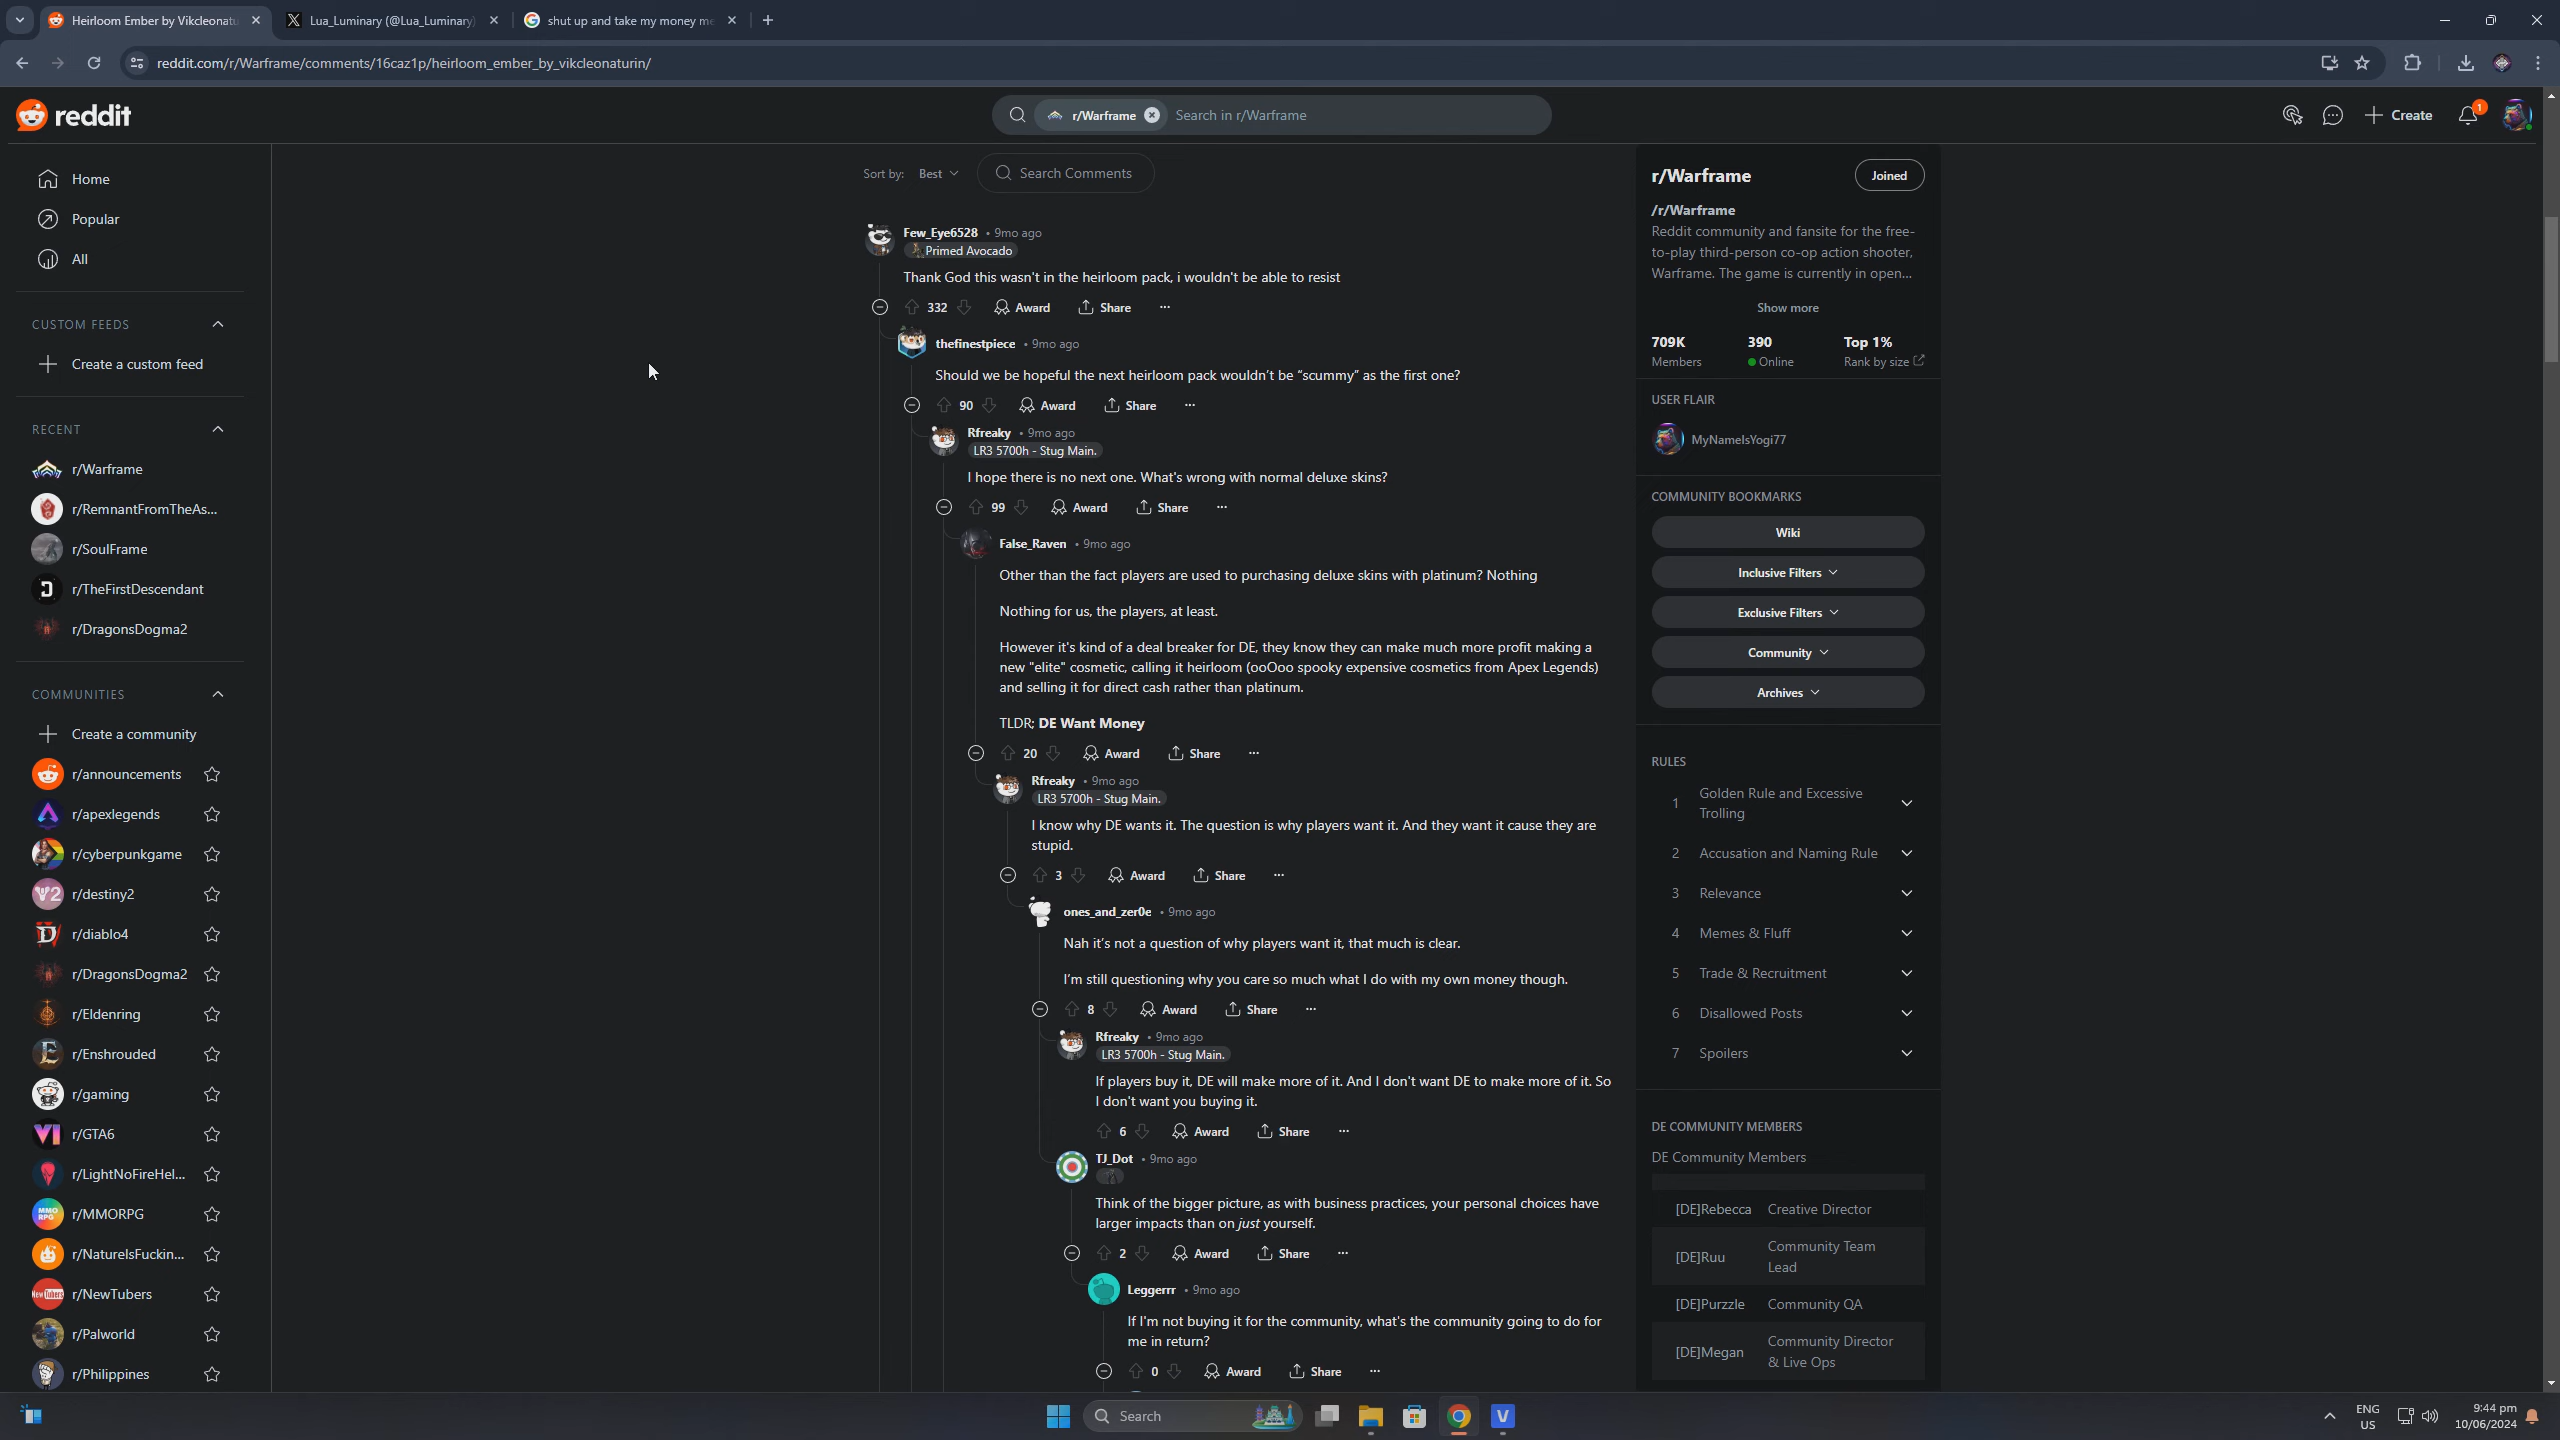 Heirloom Ember by Vikcleonatu
Lua_Luminary (@Lua_Luminary)
shut up and take my money me
reddit.com/r/Warframe/comments/16caz1p/heirloom_ember_by_vikcleonaturin/
reddit
r/Warframe
Search in r/Warframe
Create
1
Home
Popular
All
CUSTOM FEEDS
Create a custom feed
RECENT
r/Warframe
r/RemnantFromTheAs...
r/SoulFrame
r/TheFirstDescendant
r/DragonsDogma2
COMMUNITIES
Create a community
r/announcements
r/apexlegends
r/cyberpunkgame
r/destiny2
r/diablo4
r/DragonsDogma2
r/Eldenring
r/Enshrouded
r/gaming
r/GTA6
r/LightNoFireHel...
r/MMORPG
r/NatureIsFuckin...
r/NewTubers
r/Palworld
r/Philippines
Sort by: Best
Search Comments
Few_Eye6528 • 9mo ago
Primed Avocado
Thank God this wasn't in the heirloom pack, i wouldn't be able to resist
332 Award Share ...
thefinestpiece • 9mo ago
Should we be hopeful the next heirloom pack wouldn’t be “scummy” as the first one?
90 Award Share ...
Rfreaky • 9mo ago
LR3 5700h - Stug Main.
I hope there is no next one. What's wrong with normal deluxe skins?
99 Award Share ...
False_Raven • 9mo ago
Other than the fact players are used to purchasing deluxe skins with platinum? Nothing
Nothing for us, the players, at least.
However it's kind of a deal breaker for DE, they know they can make much more profit making a
new "elite" cosmetic, calling it heirloom (ooOoo spooky expensive cosmetics from Apex Legends)
and selling it for direct cash rather than platinum.
TLDR; DE Want Money
20 Award Share ...
Rfreaky • 9mo ago
LR3 5700h - Stug Main.
I know why DE wants it. The question is why players want it. And they want it cause they are
stupid.
3 Award Share ...
ones_and_zer0e • 9mo ago
Nah it’s not a question of why players want it, that much is clear.
I’m still questioning why you care so much what I do with my own money though.
8 Award Share ...
Rfreaky • 9mo ago
LR3 5700h - Stug Main.
If players buy it, DE will make more of it. And I don't want DE to make more of it. So
I don't want you buying it.
6 Award Share ...
TJ_Dot • 9mo ago
Think of the bigger picture, as with business practices, your personal choices have
larger impacts than on just yourself.
2 Award Share ...
Leggerrr • 9mo ago
If I'm not buying it for the community, what's the community going to do for
me in return?
0 Award Share ...
r/Warframe
Joined
/r/Warframe
Reddit community and fansite for the free-
to-play third-person co-op action shooter,
Warframe. The game is currently in open...
Show more
709K 390 Top 1%
Members Online Rank by size
USER FLAIR
MyNameIsYogi77
COMMUNITY BOOKMARKS
Wiki
Inclusive Filters
Exclusive Filters
Community
Archives
RULES
1 Golden Rule and Excessive
Trolling
2 Accusation and Naming Rule
3 Relevance
4 Memes & Fluff
5 Trade & Recruitment
6 Disallowed Posts
7 Spoilers
DE COMMUNITY MEMBERS
DE Community Members
[DE]Rebecca Creative Director
[DE]Ruu Community Team
Lead
[DE]Purzzle Community QA
[DE]Megan Community Director
& Live Ops
Search
ENG
US
9:44 pm
10/06/2024